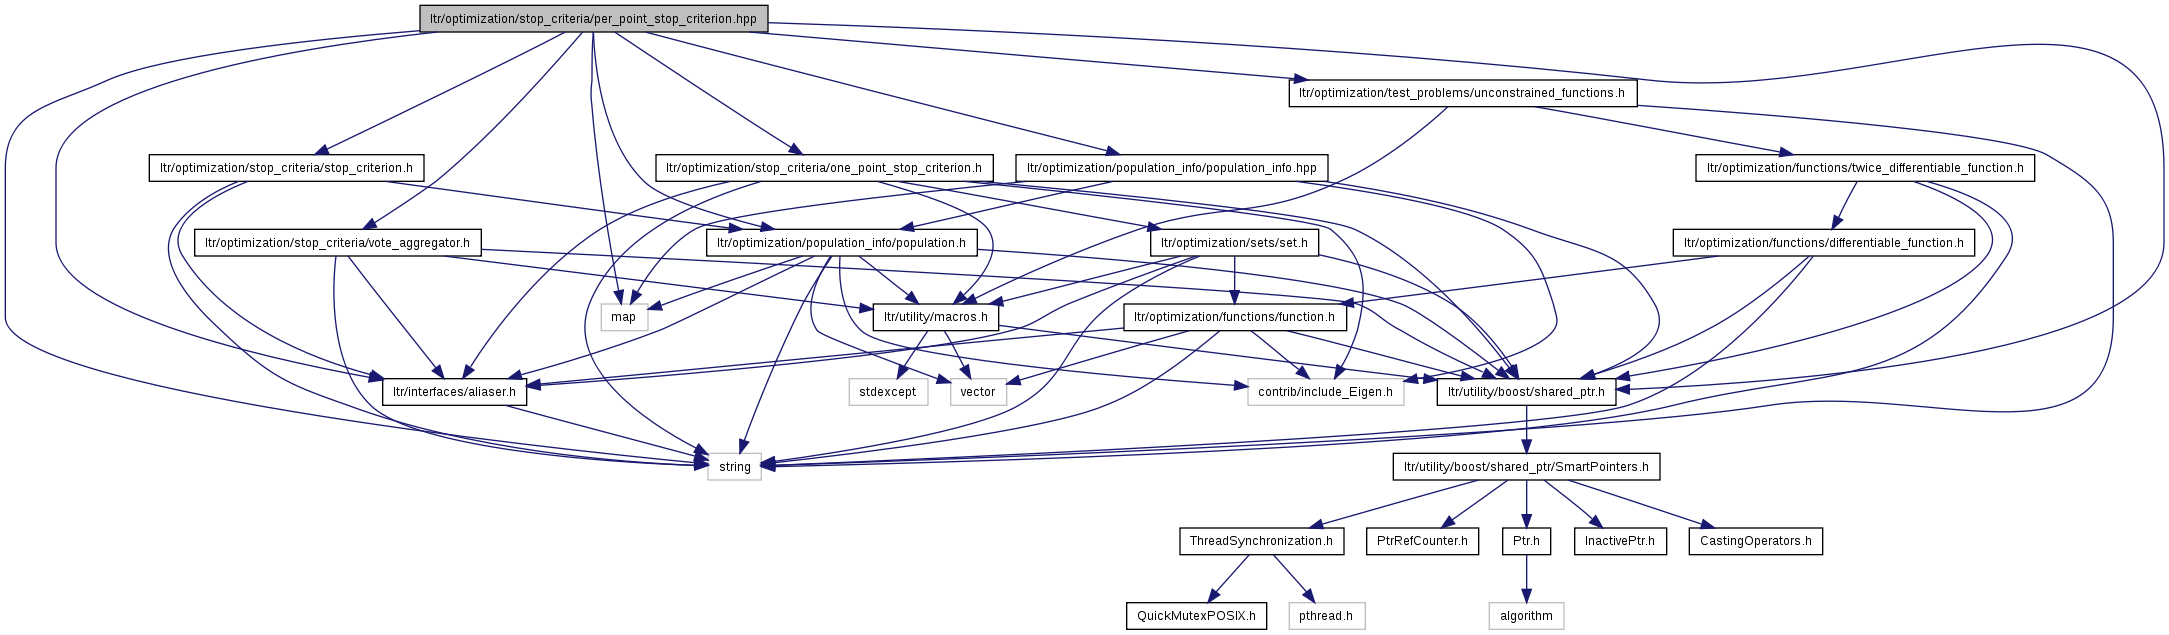 ltr/optimization/stop_criteria/per_point_stop_criterion.hpp
ltr/optimization/test_problems/unconstrained_functions.h
ltr/optimization/stop_criteria/stop_criterion.h
ltr/optimization/stop_criteria/one_point_stop_criterion.h
ltr/optimization/population_info/population_info.hpp
ltr/optimization/functions/twice_differentiable_function.h
ltr/optimization/stop_criteria/vote_aggregator.h
ltr/optimization/population_info/population.h
ltr/optimization/sets/set.h
ltr/optimization/functions/differentiable_function.h
map
ltr/utility/macros.h
ltr/optimization/functions/function.h
ltr/interfaces/aliaser.h
stdexcept
vector
contrib/include_Eigen.h
ltr/utility/boost/shared_ptr.h
string
ltr/utility/boost/shared_ptr/SmartPointers.h
ThreadSynchronization.h
PtrRefCounter.h
Ptr.h
InactivePtr.h
CastingOperators.h
QuickMutexPOSIX.h
pthread.h
algorithm